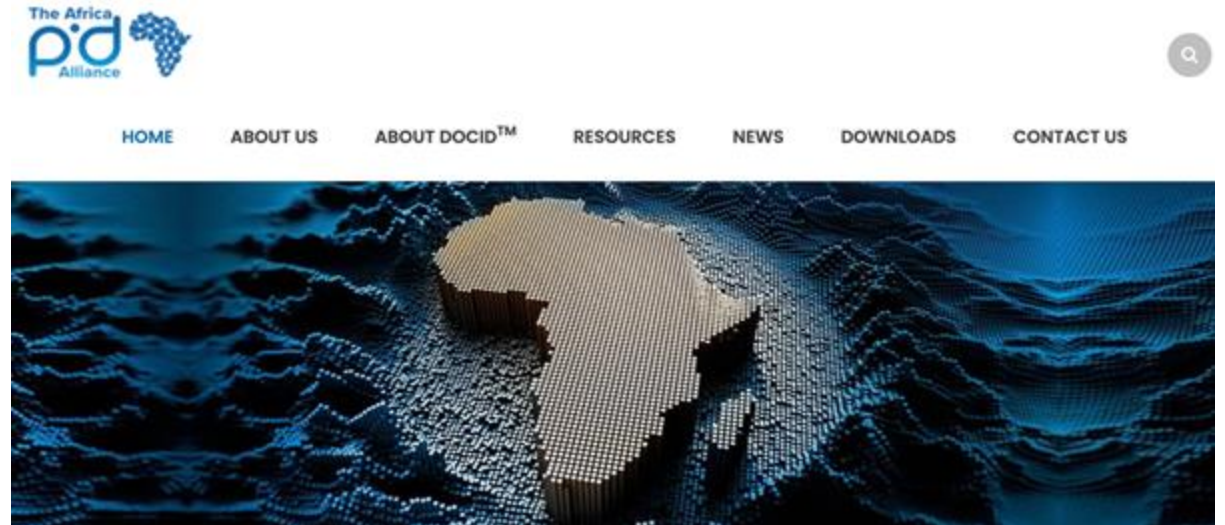 The Africa
pid
Alliance
HOME ABOUT US ABOUT DOCID™ RESOURCES NEWS DOWNLOADS CONTACT US